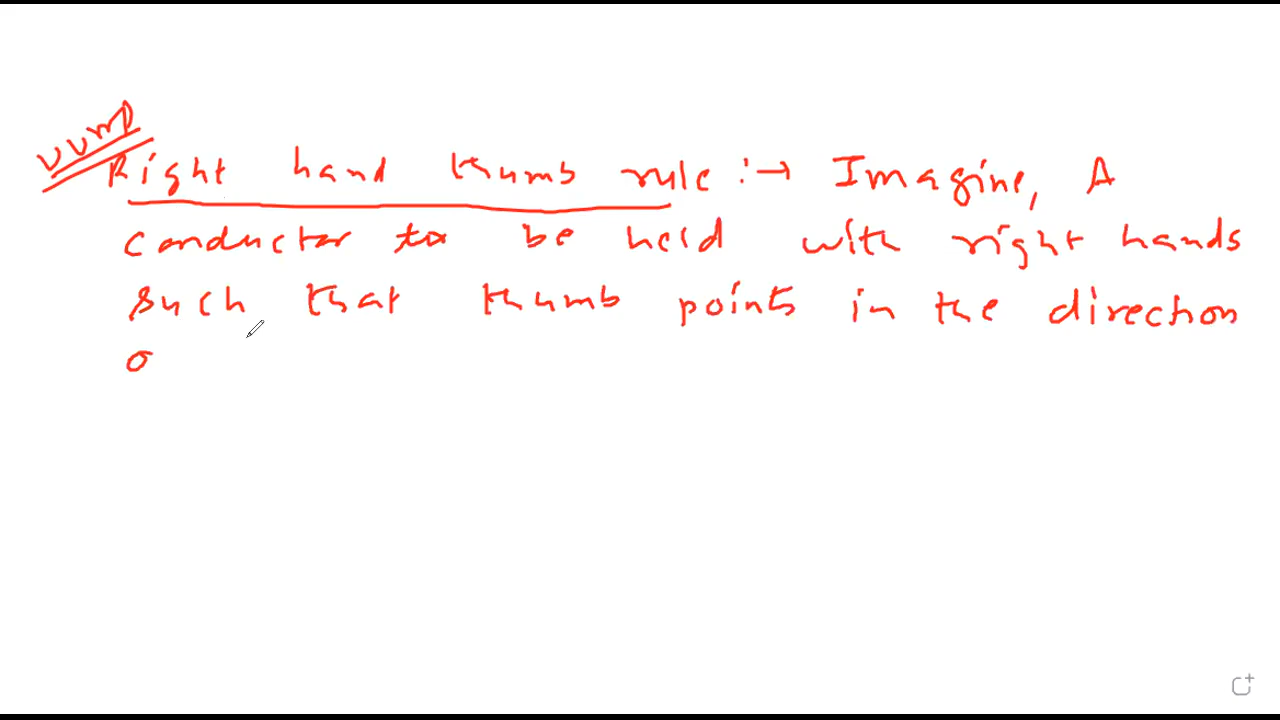 VVIMP
Right hand thumb rule :→ Imagine, A
conductor to be held with right hands
such that thumb points in the direction
o